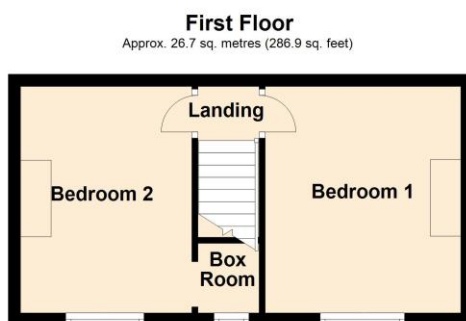 First Floor
Approx. 26.7 sq. metres (286.9 sq. feet)
Landing
Bedroom 2
Bedroom 1
Box
Room